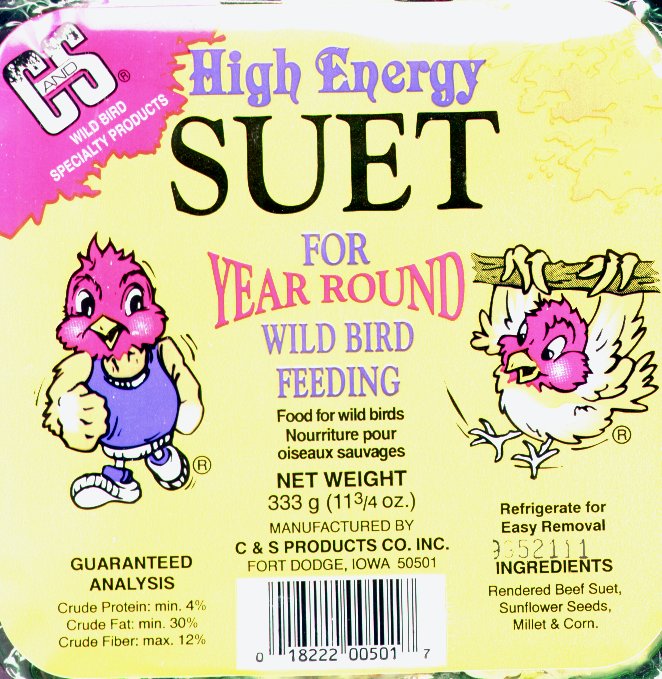 C AND S ®
WILD BIRD
SPECIALTY PRODUCTS
High Energy
SUET
FOR
YEAR ROUND
WILD BIRD
FEEDING
Food for wild birds
Nourriture pour
oiseaux sauvages
NET WEIGHT
333 g (11 3/4 oz.)
MANUFACTURED BY
C & S PRODUCTS CO. INC.
FORT DODGE, IOWA 50501
®
®
GUARANTEED
ANALYSIS
Crude Protein: min. 4%
Crude Fat: min. 30%
Crude Fiber: max. 12%
0 18222 00501 7
Refrigerate for
Easy Removal
INGREDIENTS
Rendered Beef Suet,
Sunflower Seeds,
Millet & Corn.